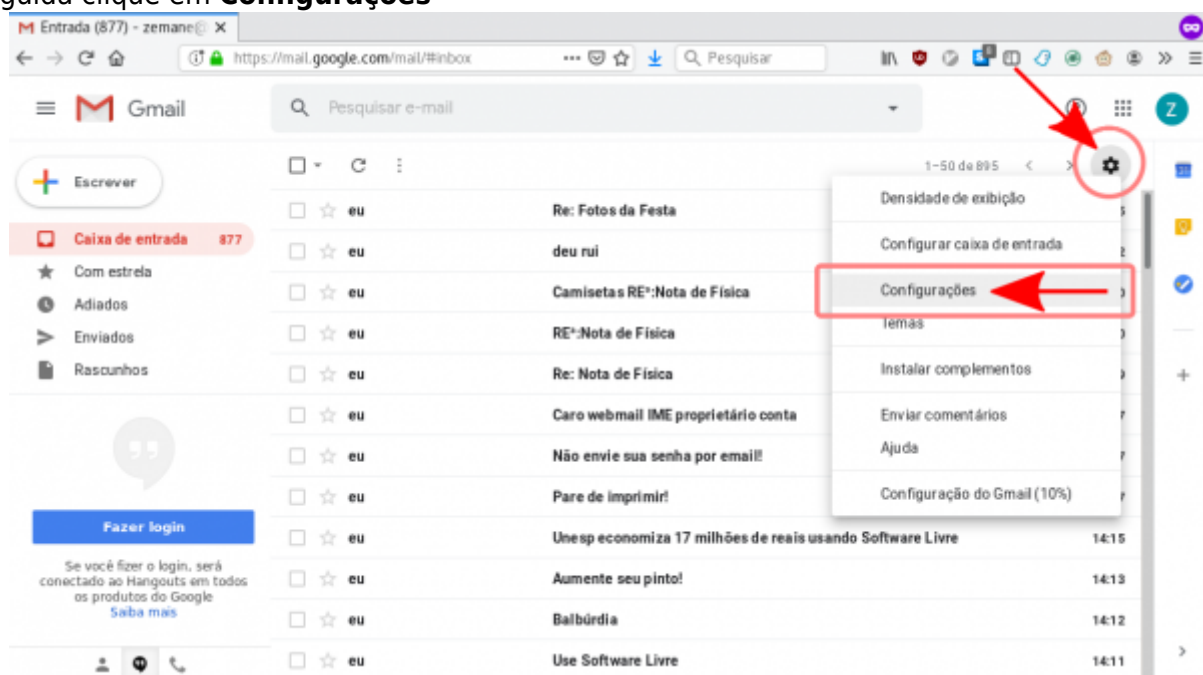 guida clique em Configurações
Entrada (877) - zemane@
https://mail.google.com/mail/#inbox
Pesquisar
Gmail
Pesquisar e-mail
Z
Escrever
1-50 de 895
Caixa de entrada 877
Com estrela
Adiados
Enviados
Rascunhos
eu Re: Fotos da Festa
eu deu rui
eu Camisetas REª:Nota de Física
eu REª:Nota de Física
eu Re: Nota de Física
eu Caro webmail IME proprietário conta
eu Não envie sua senha por email!
eu Pare de imprimir!
eu Unesp economiza 17 milhões de reais usando Software Livre 14:15
eu Aumente seu pinto! 14:13
eu Balbúrdia 14:12
eu Use Software Livre 14:11
Densidade de exibição
Configurar caixa de entrada
Configurações
Temas
Instalar complementos
Enviar comentários
Ajuda
Configuração do Gmail (10%)
Fazer login
Se você fizer o login, será
conectado ao Hangouts em todos
os produtos do Google
Saiba mais